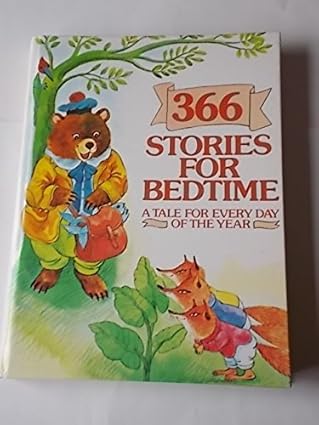 366
STORIES
FOR
BEDTIME
A TALE FOR EVERY DAY
OF THE YEAR